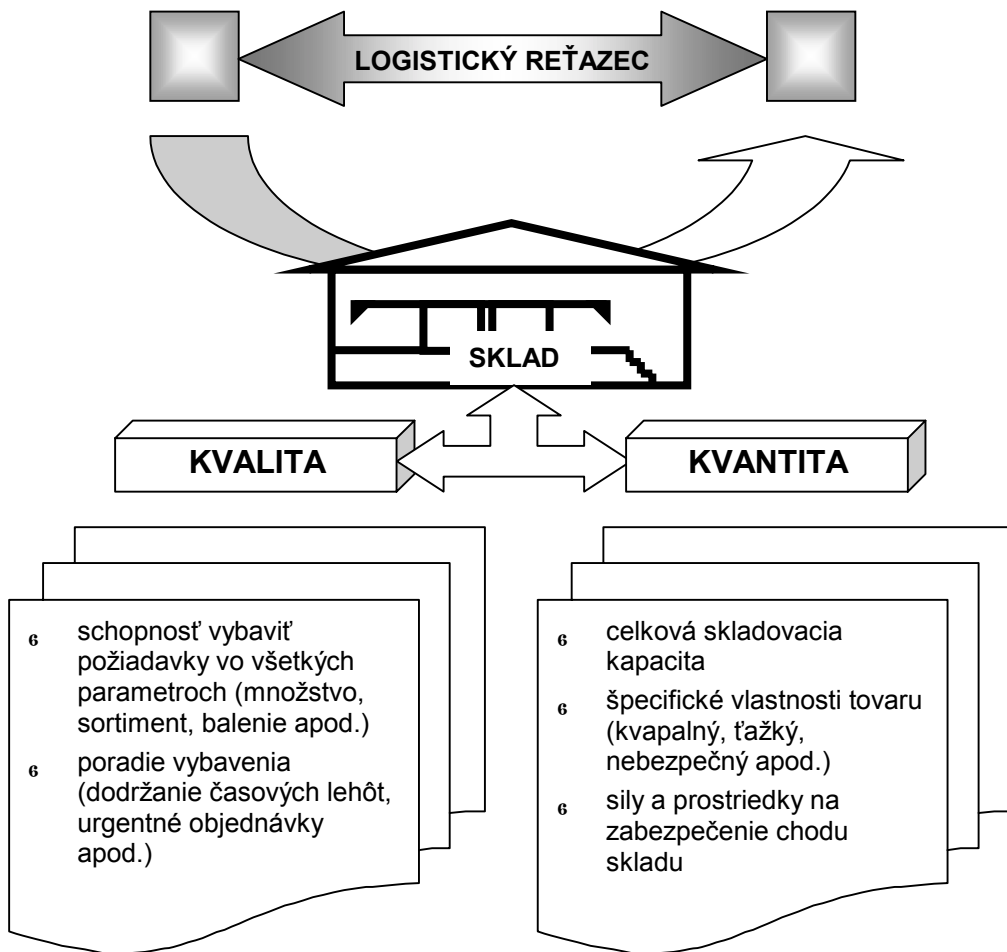 LOGISTICKÝ REŤAZEC
SKLAD
KVALITA
KVANTITA
6 schopnosť vybaviť
požiadavky vo všetkých
parametroch (množstvo,
sortiment, balenie apod.)
6 poradie vybavenia
(dodržanie časových lehôt,
urgentné objednávky
apod.)
6 celková skladovacia
kapacita
6 špecifické vlastnosti tovaru
(kvapalný, ťažký,
nebezpečný apod.)
6 sily a prostriedky na
zabezpečenie chodu
skladu